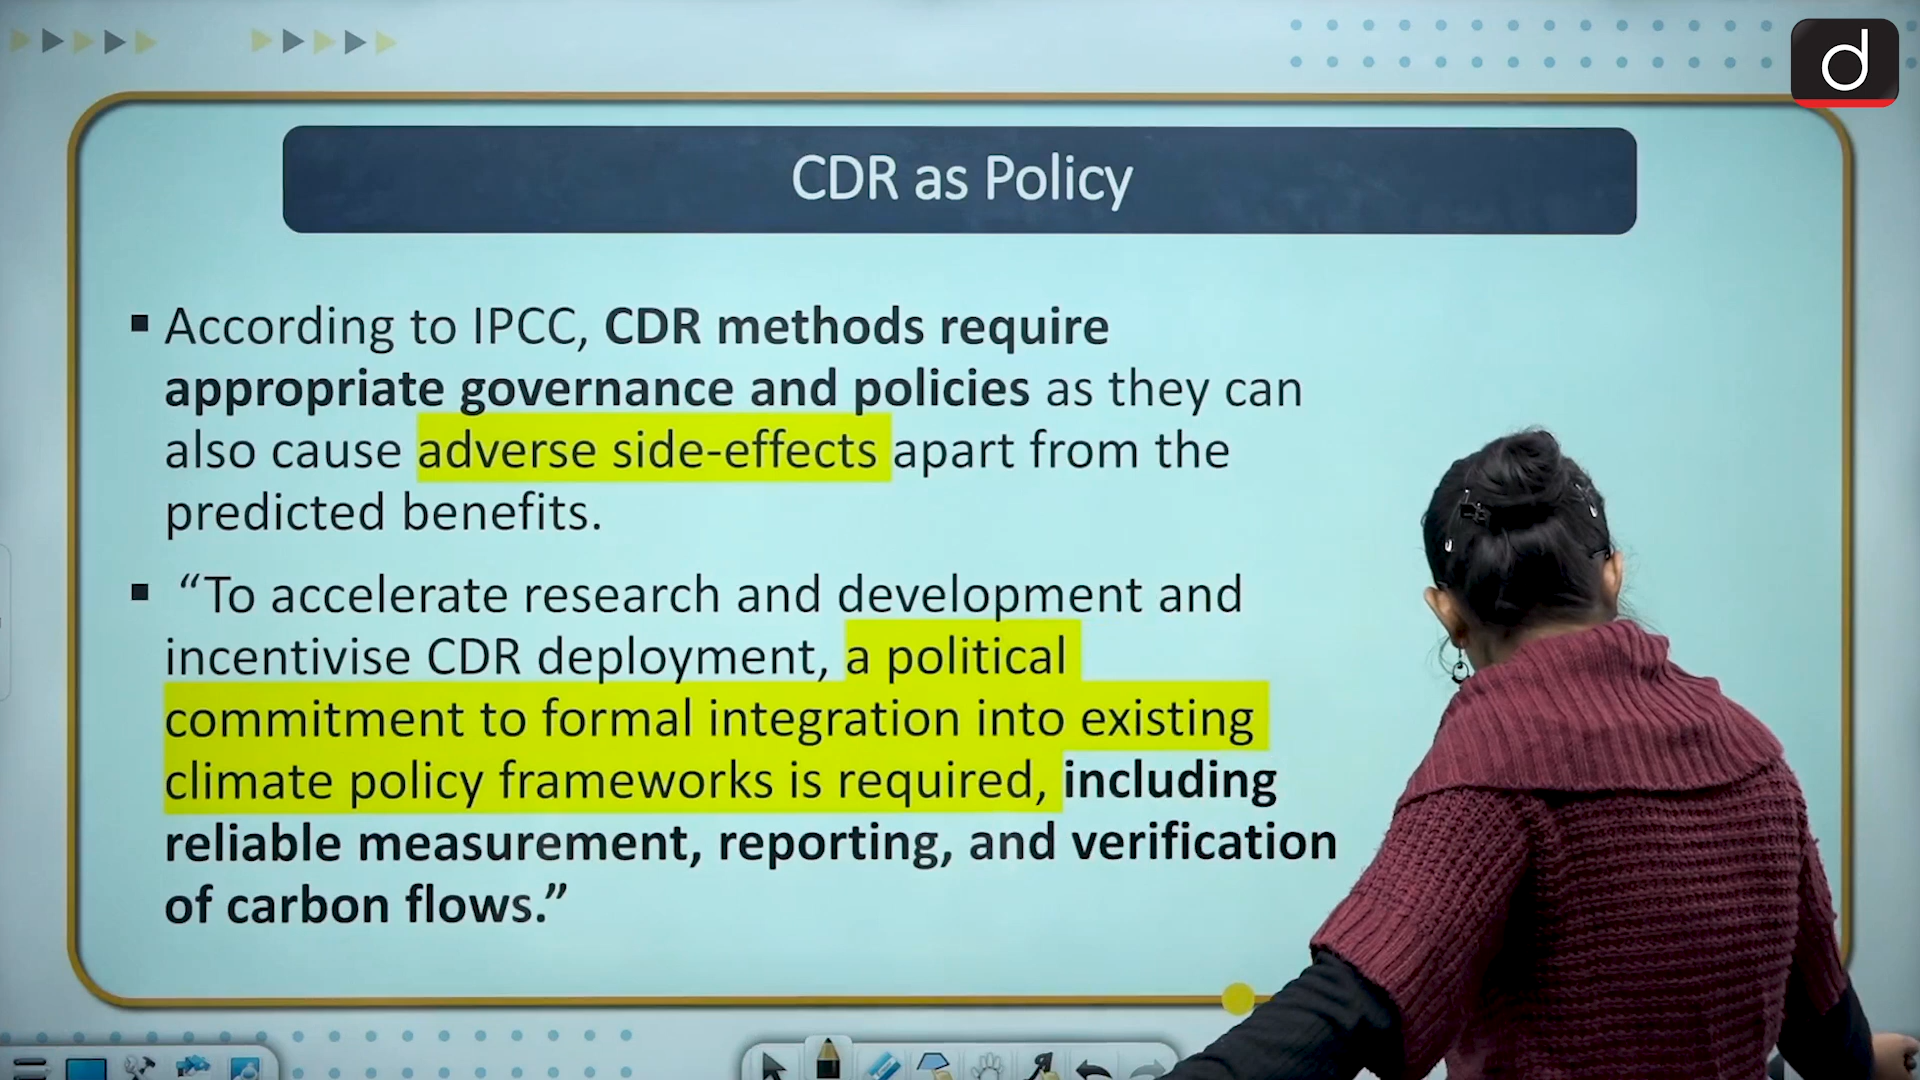 d
CDR as Policy
According to IPCC, CDR methods require
appropriate governance and policies as they can
also cause adverse side-effects apart from the
predicted benefits.
“To accelerate research and development and
incentivise CDR deployment, a political
commitment to formal integration into existing
climate policy frameworks is required, including
reliable measurement, reporting, and verification
of carbon flows.”